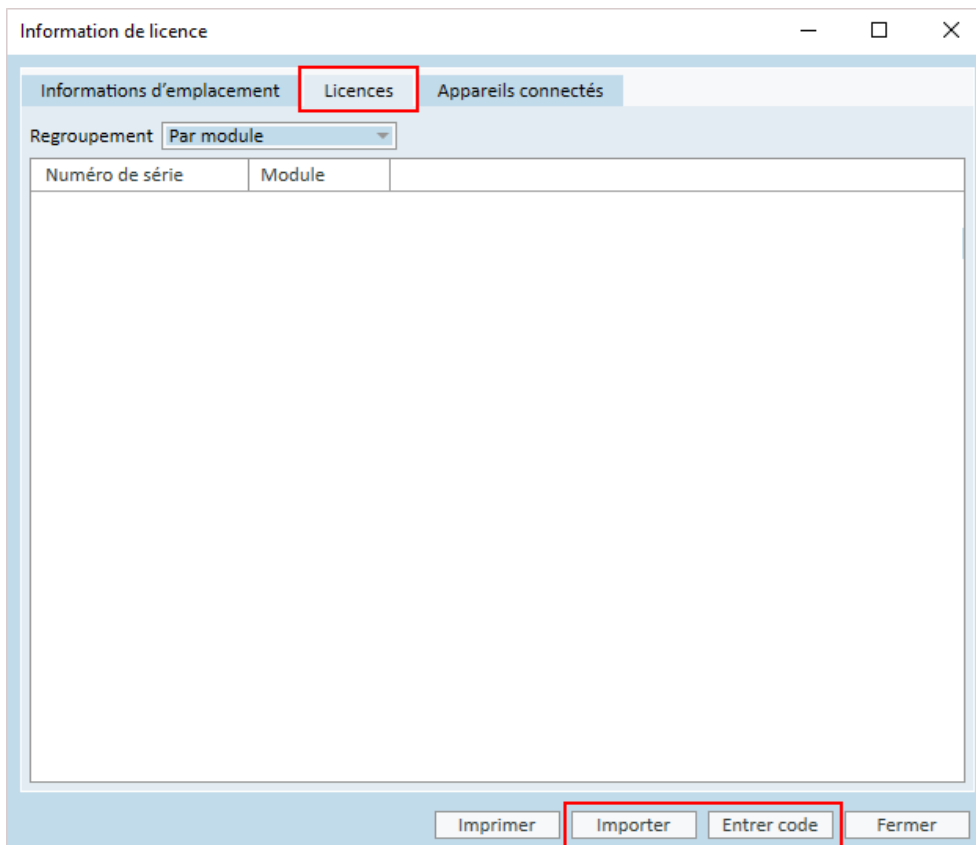 Information de licence
Informations d'emplacement Licences Appareils connectés
Regroupement Par module
Numéro de série Module
Imprimer Importer Entrer code Fermer